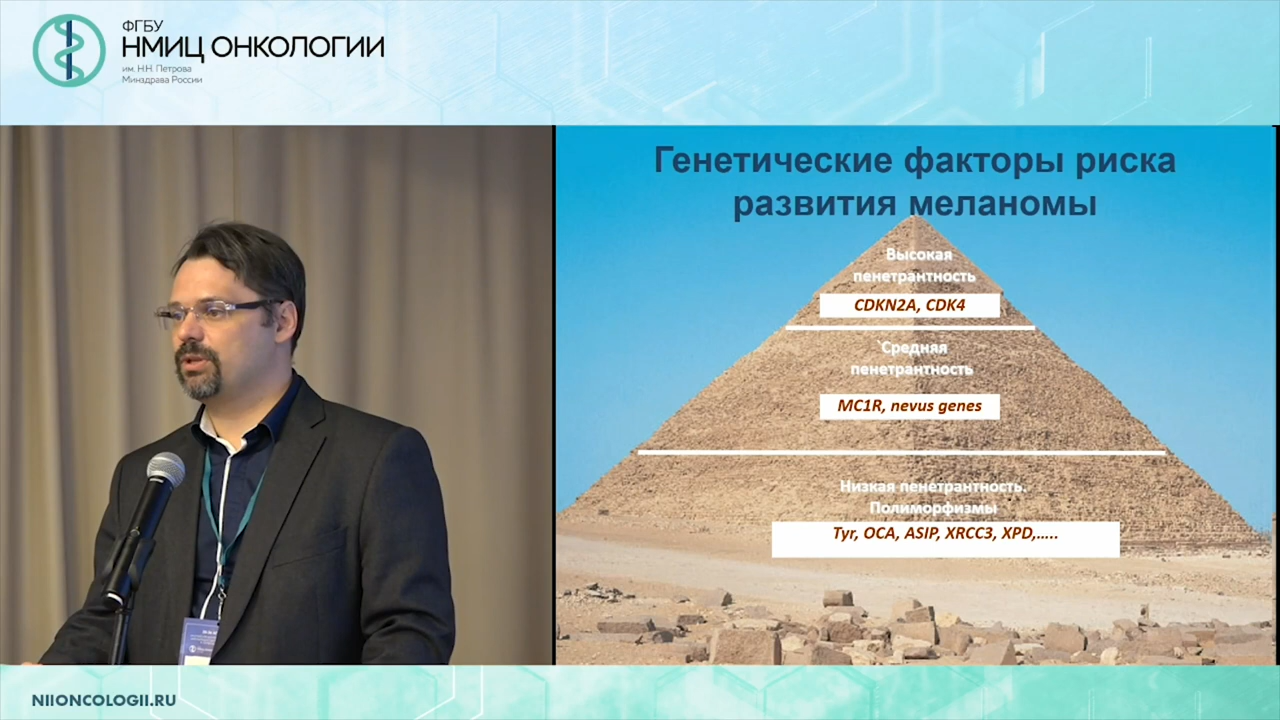 ФГБУ
НМИЦ ОНКОЛОГИИ
им. Н.Н. Петрова
Минздрава России
Генетические факторы риска
развития меланомы
Высокая
пенетрантность
CDKN2A, CDK4
Средняя
пенетрантность
MC1R, nevus genes
Низкая пенетрантность.
Полиморфизмы
Tyr, OCA, ASIP, XRCC3, XPD,.....
NIIONCOLOGII.RU